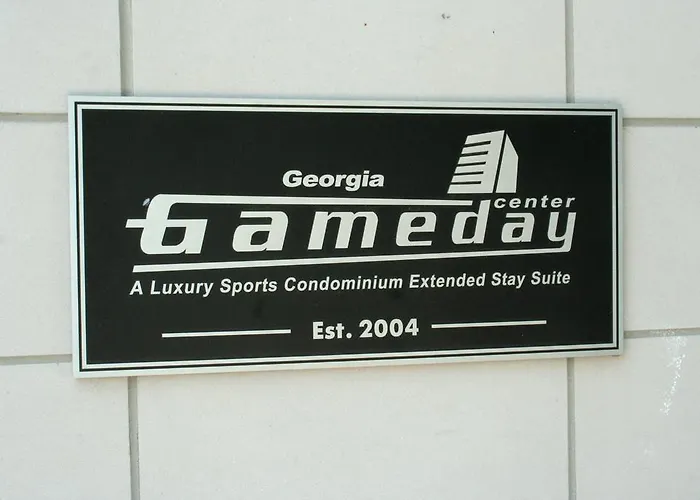 Georgia
Gameday
center
A Luxury Sports Condominium Extended Stay Suite
Est. 2004